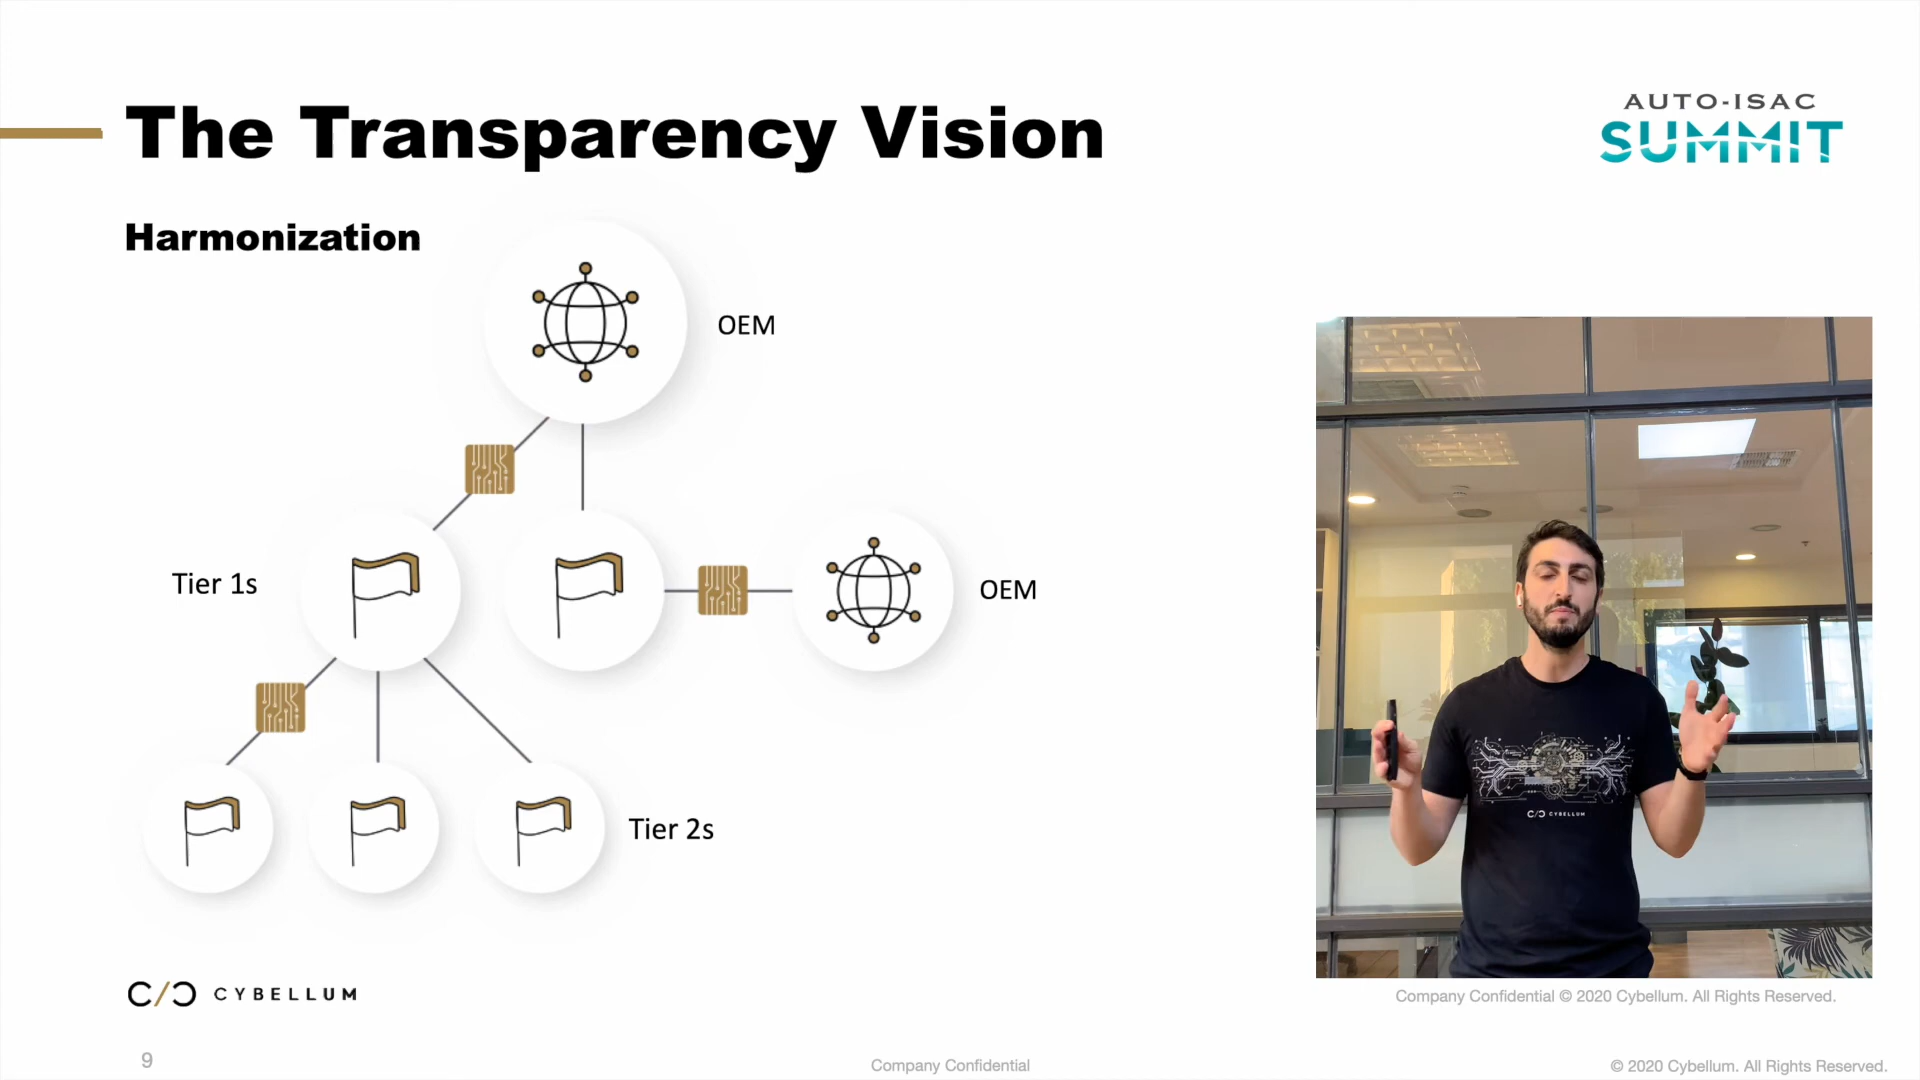 The Transparency Vision
AUTO-ISAC
SUMMIT
Harmonization
OEM
Tier 1s
OEM
Tier 2s
C/C CYBELLUM
C/C CYBELLUM
Company Confidential © 2020 Cybellum. All Rights Reserved.
9
Company Confidential
© 2020 Cybellum. All Rights Reserved.